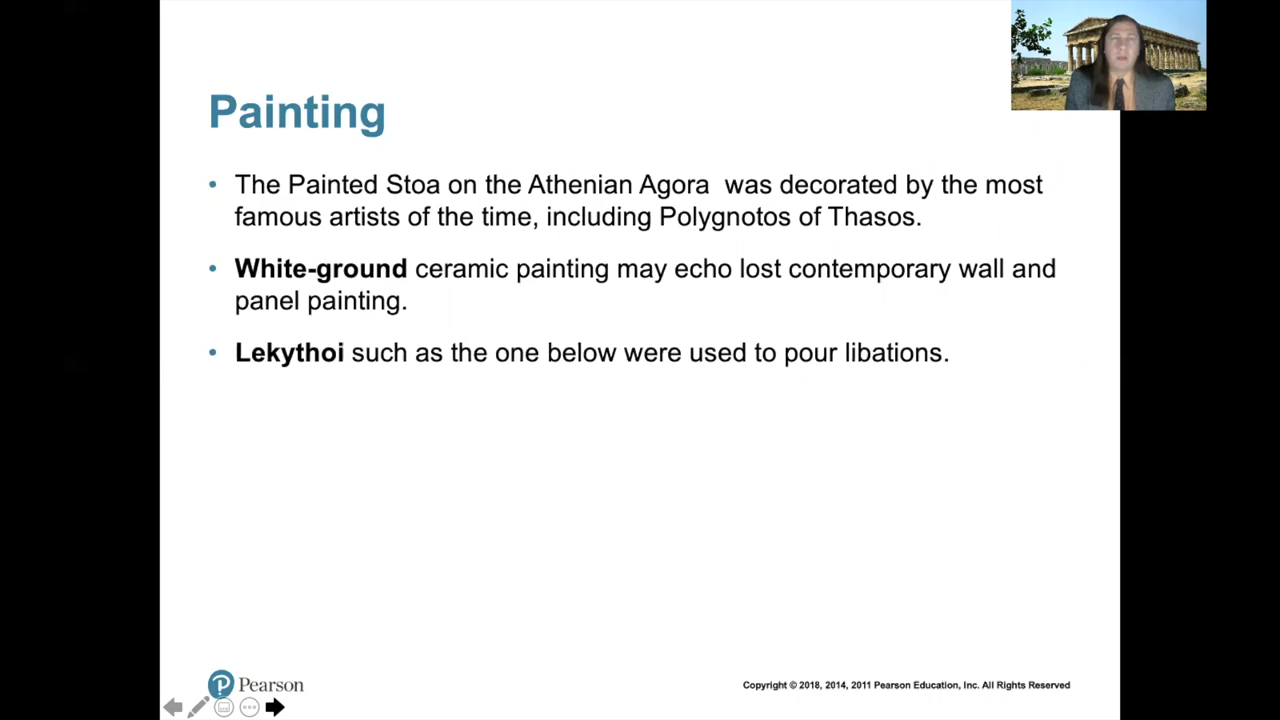 Painting
• The Painted Stoa on the Athenian Agora was decorated by the most
famous artists of the time, including Polygnotos of Thasos.
• White-ground ceramic painting may echo lost contemporary wall and
panel painting.
• Lekythoi such as the one below were used to pour libations.
P Pearson
Copyright © 2018, 2014, 2011 Pearson Education, Inc. All Rights Reserved